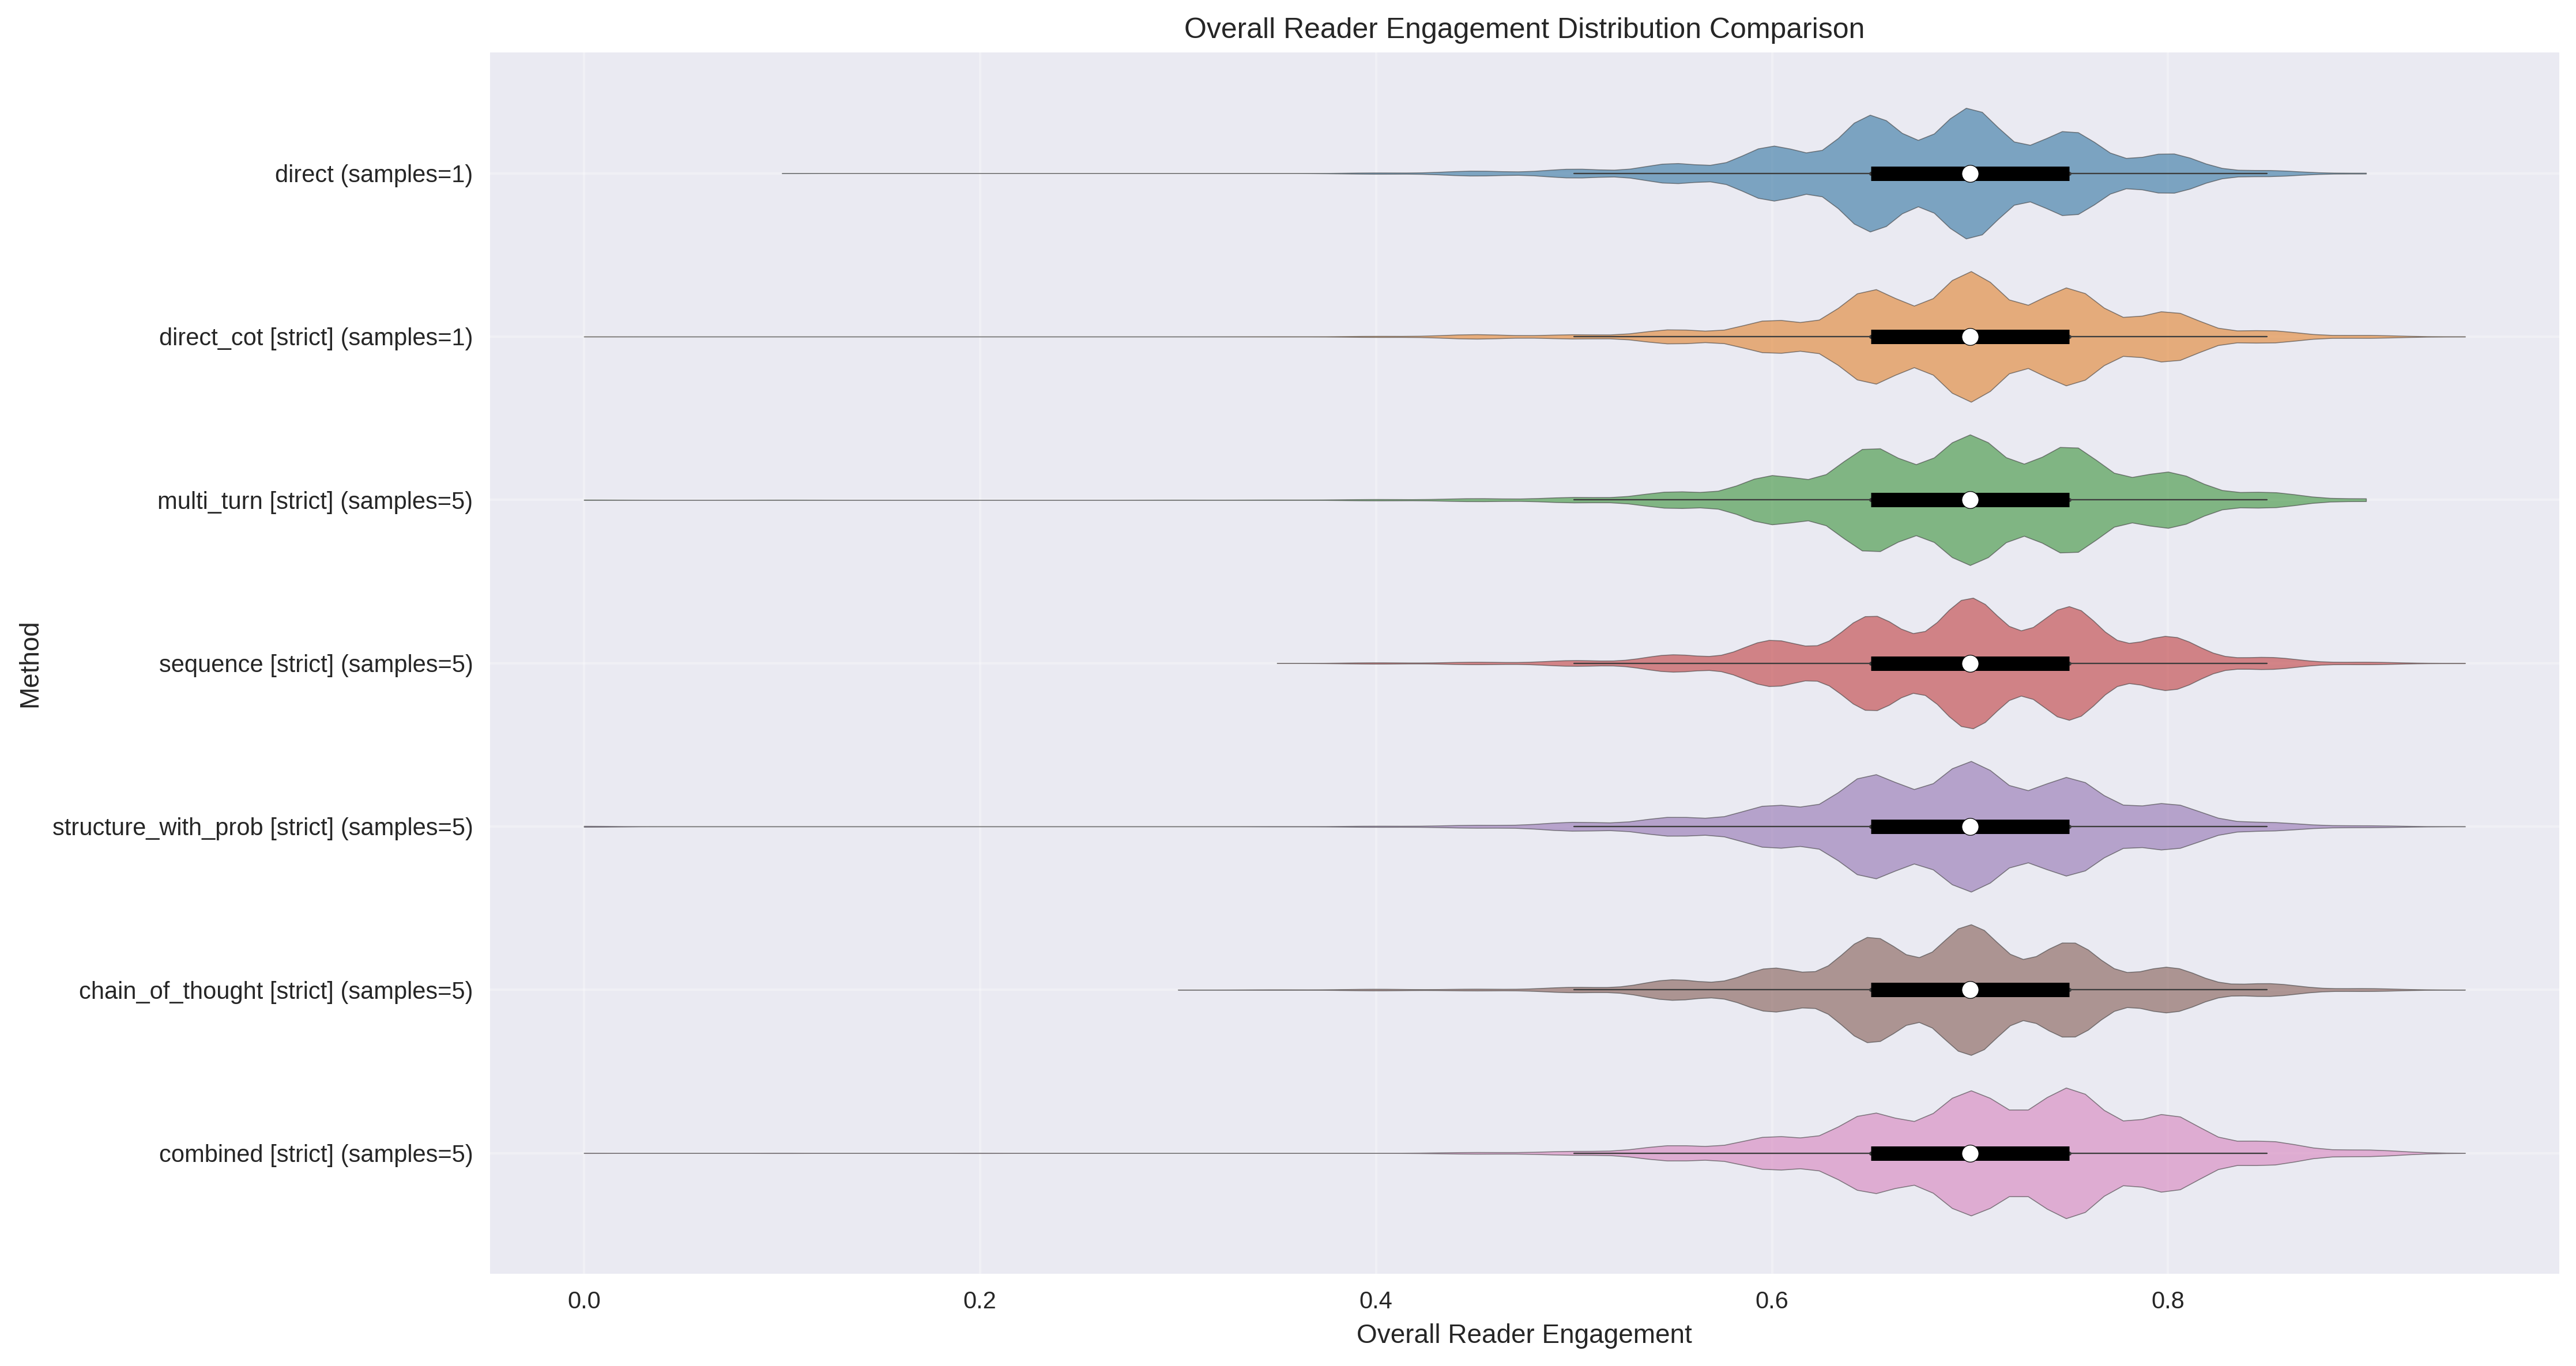 Overall Reader Engagement Distribution Comparison
Method
direct (samples=1)
direct_cot [strict] (samples=1)
multi_turn [strict] (samples=5)
sequence [strict] (samples=5)
structure_with_prob [strict] (samples=5)
chain_of_thought [strict] (samples=5)
combined [strict] (samples=5)
0.0 0.2 0.4 0.6 0.8
Overall Reader Engagement